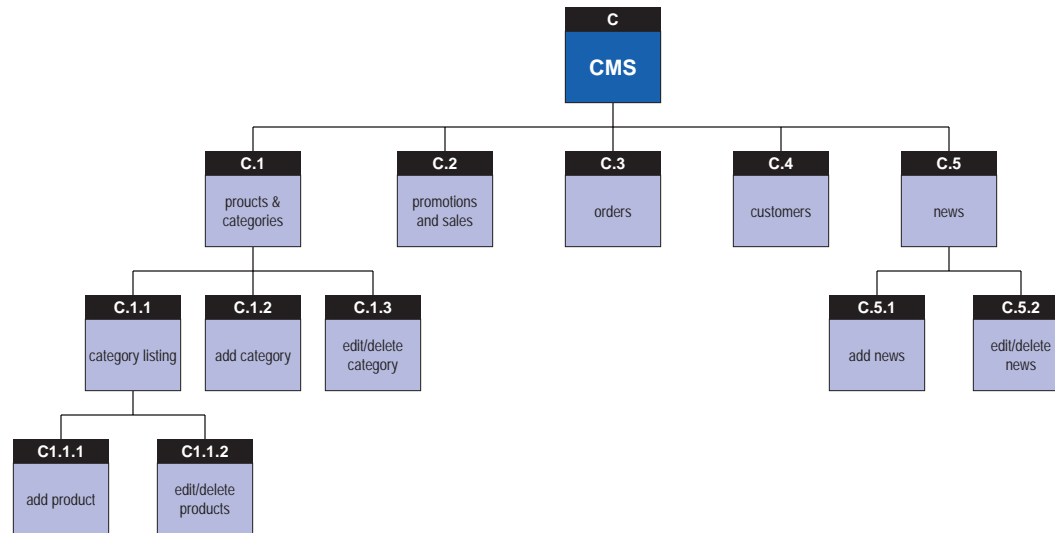 C
CMS
C.1
proucts &
categories
C.2
promotions
and sales
C.3
orders
C.4
customers
C.5
news
C.1.1
category listing
C.1.2
add category
C.1.3
edit/delete
category
C.5.1
add news
C.5.2
edit/delete
news
C1.1.1
add product
C1.1.2
edit/delete
products